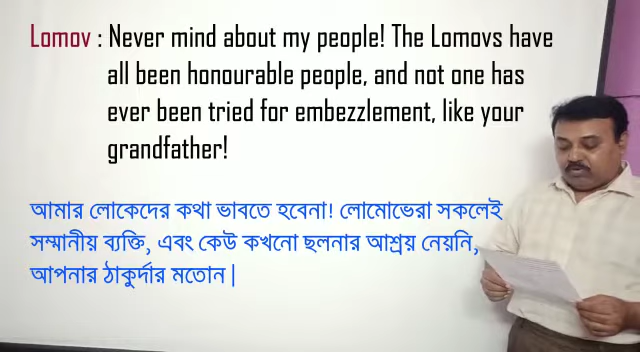 Lomov : Never mind about my people! The Lomovs have
all been honourable people, and not one has
ever been tried for embezzlement, like your
grandfather!
আমার লোকেদের কথা ভাবতে হবেনা! লোমোভেরা সকলেই
সম্মানীয় ব্যক্তি, এবং কেউ কখনো ছলনার আশ্রয় নেয়নি,
আপনার ঠাকুর্দার মতোন |